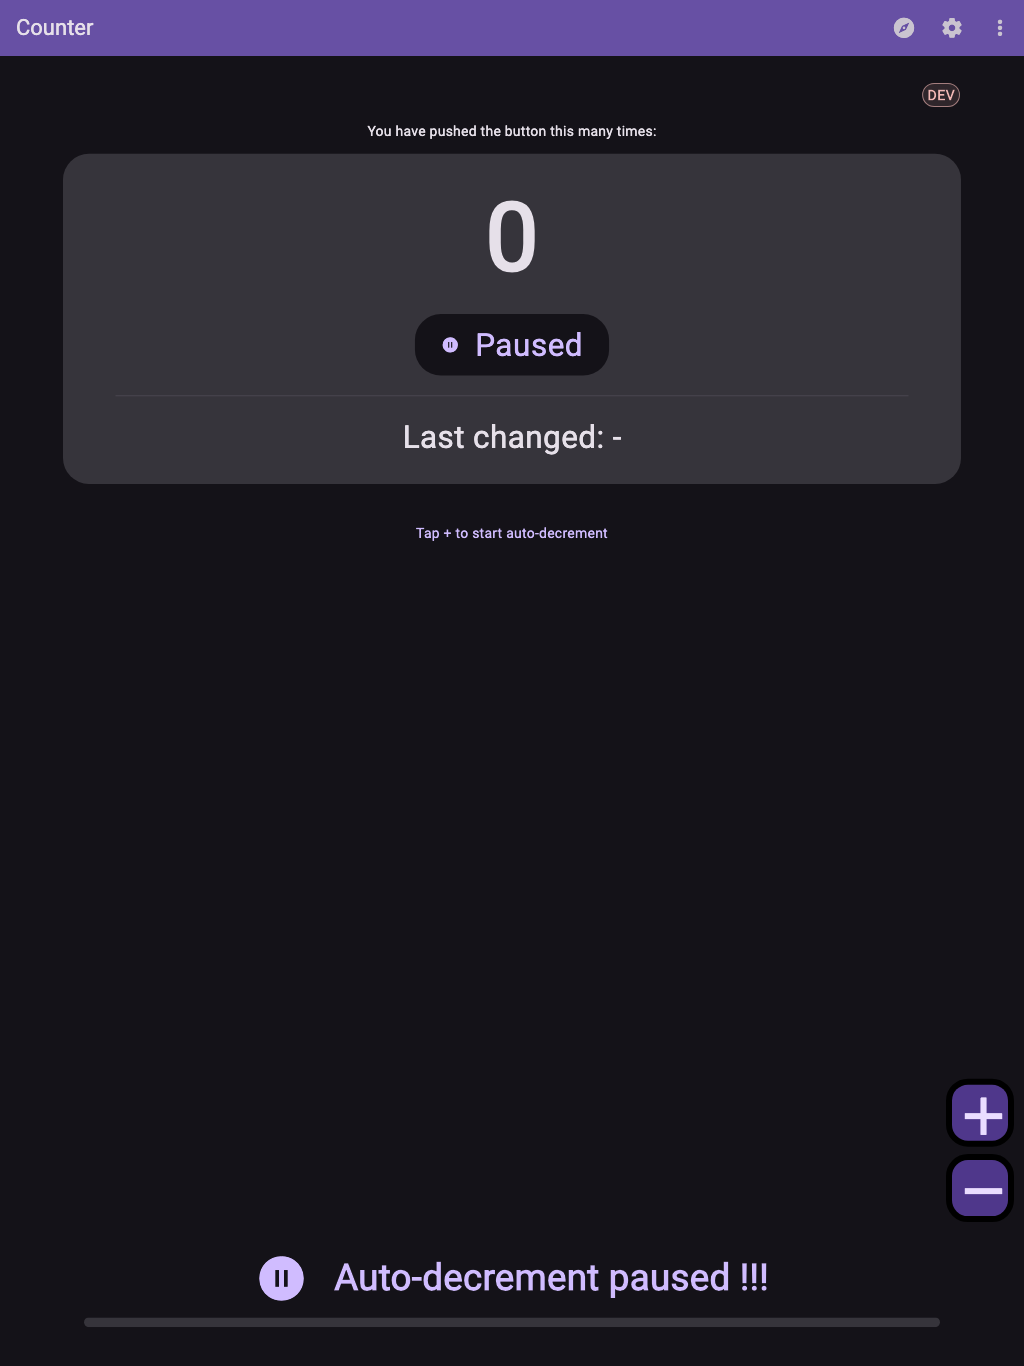 Counter
DEV
You have pushed the button this many times:
0
Paused
Last changed: -
Tap + to start auto-decrement
Auto-decrement paused !!!